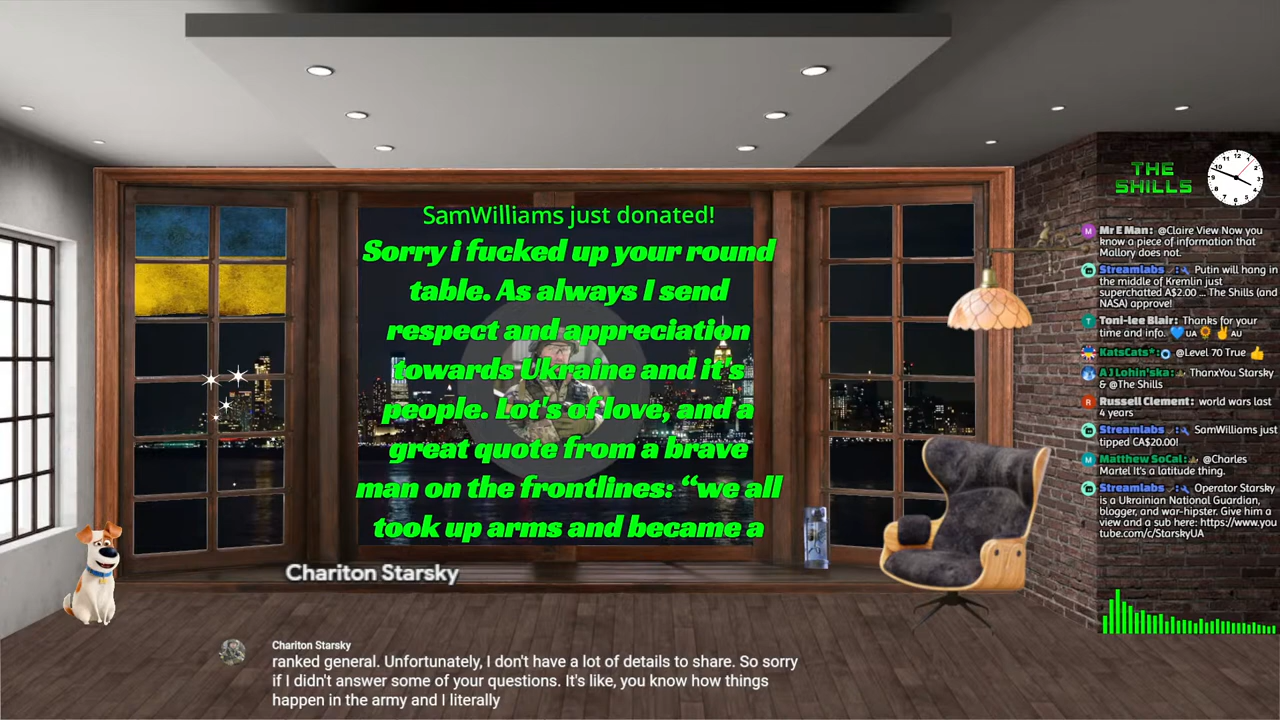 SamWilliams just donated!
Sorry i fucked up your round
table. As always I send
respect and appreciation
towards Ukraine and it's
people. Lot's of love, and a
great quote from a brave
man on the frontlines: “we all
took up arms and became a
Chariton Starsky
Chariton Starsky
ranked general. Unfortunately, I don't have a lot of details to share. So sorry
if I didn't answer some of your questions. It's like, you know how things
happen in the army and I literally
THE
SHILLS
Mr E Man: @Claire View Now you
know a piece of information that
Mallory does not.
Streamlabs: Putin will hang in
the middle of Kremlin just
superchatted A$2.00 ... The Shills (and
NASA) approve!
Toni-lee Blair: Thanks for your
time and info. 💙 UA 🌻 ✌ AU
KatsCats*: @Level 70 True 👍
A J Lohin'ska: ThanxYou Starsky
& @The Shills
Russell Clement: world wars last
4 years
Streamlabs: SamWilliams just
tipped CA$20.00!
Matthew SoCal: @Charles
Martel It's a latitude thing.
Streamlabs: Operator Starsky
is a Ukrainian National Guardian,
blogger, and war-hipster. Give him a
view and a sub here: https://www.you
tube.com/c/StarskyUA